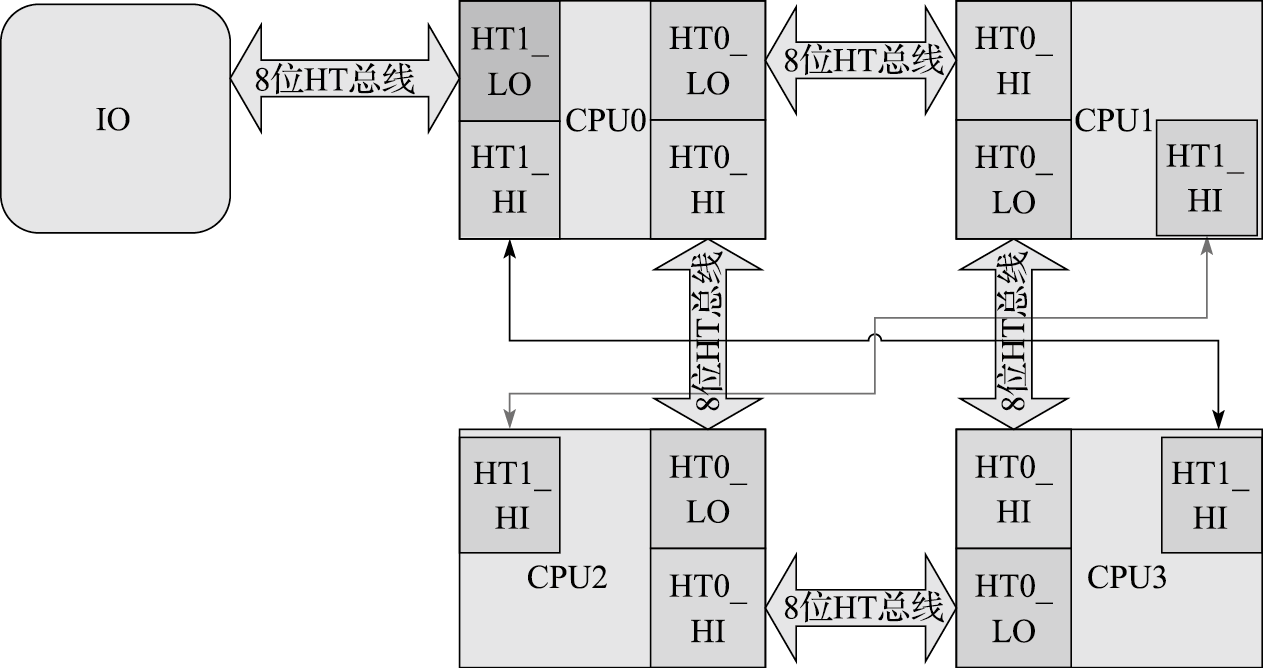 IO
8位HT总线
HT1_
LO
HT1_
HI
CPU0
HT0_
LO
HT0_
HI
8位HT总线
HT0_
HI
HT0_
LO
CPU1
HT1_
HI
8位HT总线
8位HT总线
HT1_
HI
CPU2
HT0_
LO
HT0_
HI
8位HT总线
HT0_
HI
HT0_
LO
CPU3
HT1_
HI